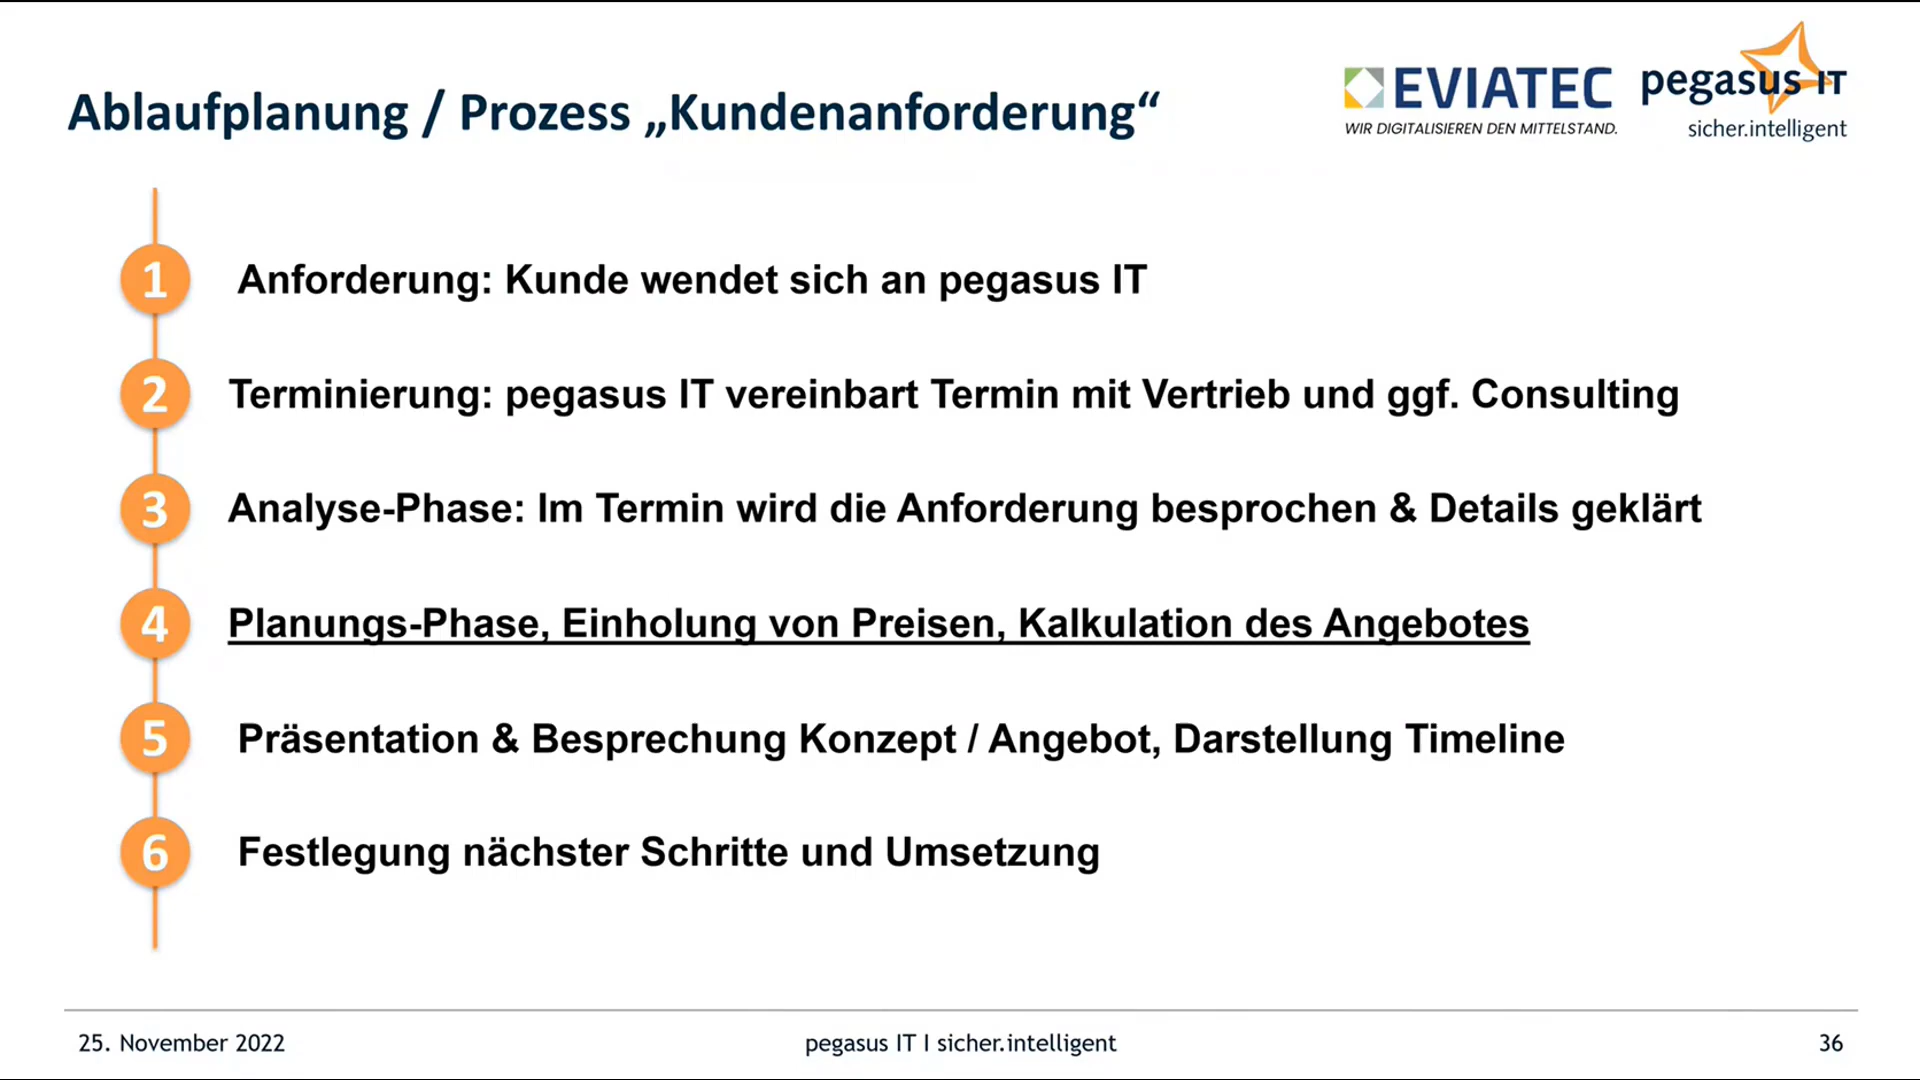 Ablaufplanung / Prozess „Kundenanforderung“
EVIATEC
WIR DIGITALISIEREN DEN MITTELSTAND.
pegasus IT
sicher.intelligent
1 Anforderung: Kunde wendet sich an pegasus IT
2 Terminierung: pegasus IT vereinbart Termin mit Vertrieb und ggf. Consulting
3 Analyse-Phase: Im Termin wird die Anforderung besprochen & Details geklärt
4 Planungs-Phase, Einholung von Preisen, Kalkulation des Angebotes
5 Präsentation & Besprechung Konzept / Angebot, Darstellung Timeline
6 Festlegung nächster Schritte und Umsetzung
25. November 2022
pegasus IT I sicher.intelligent
36